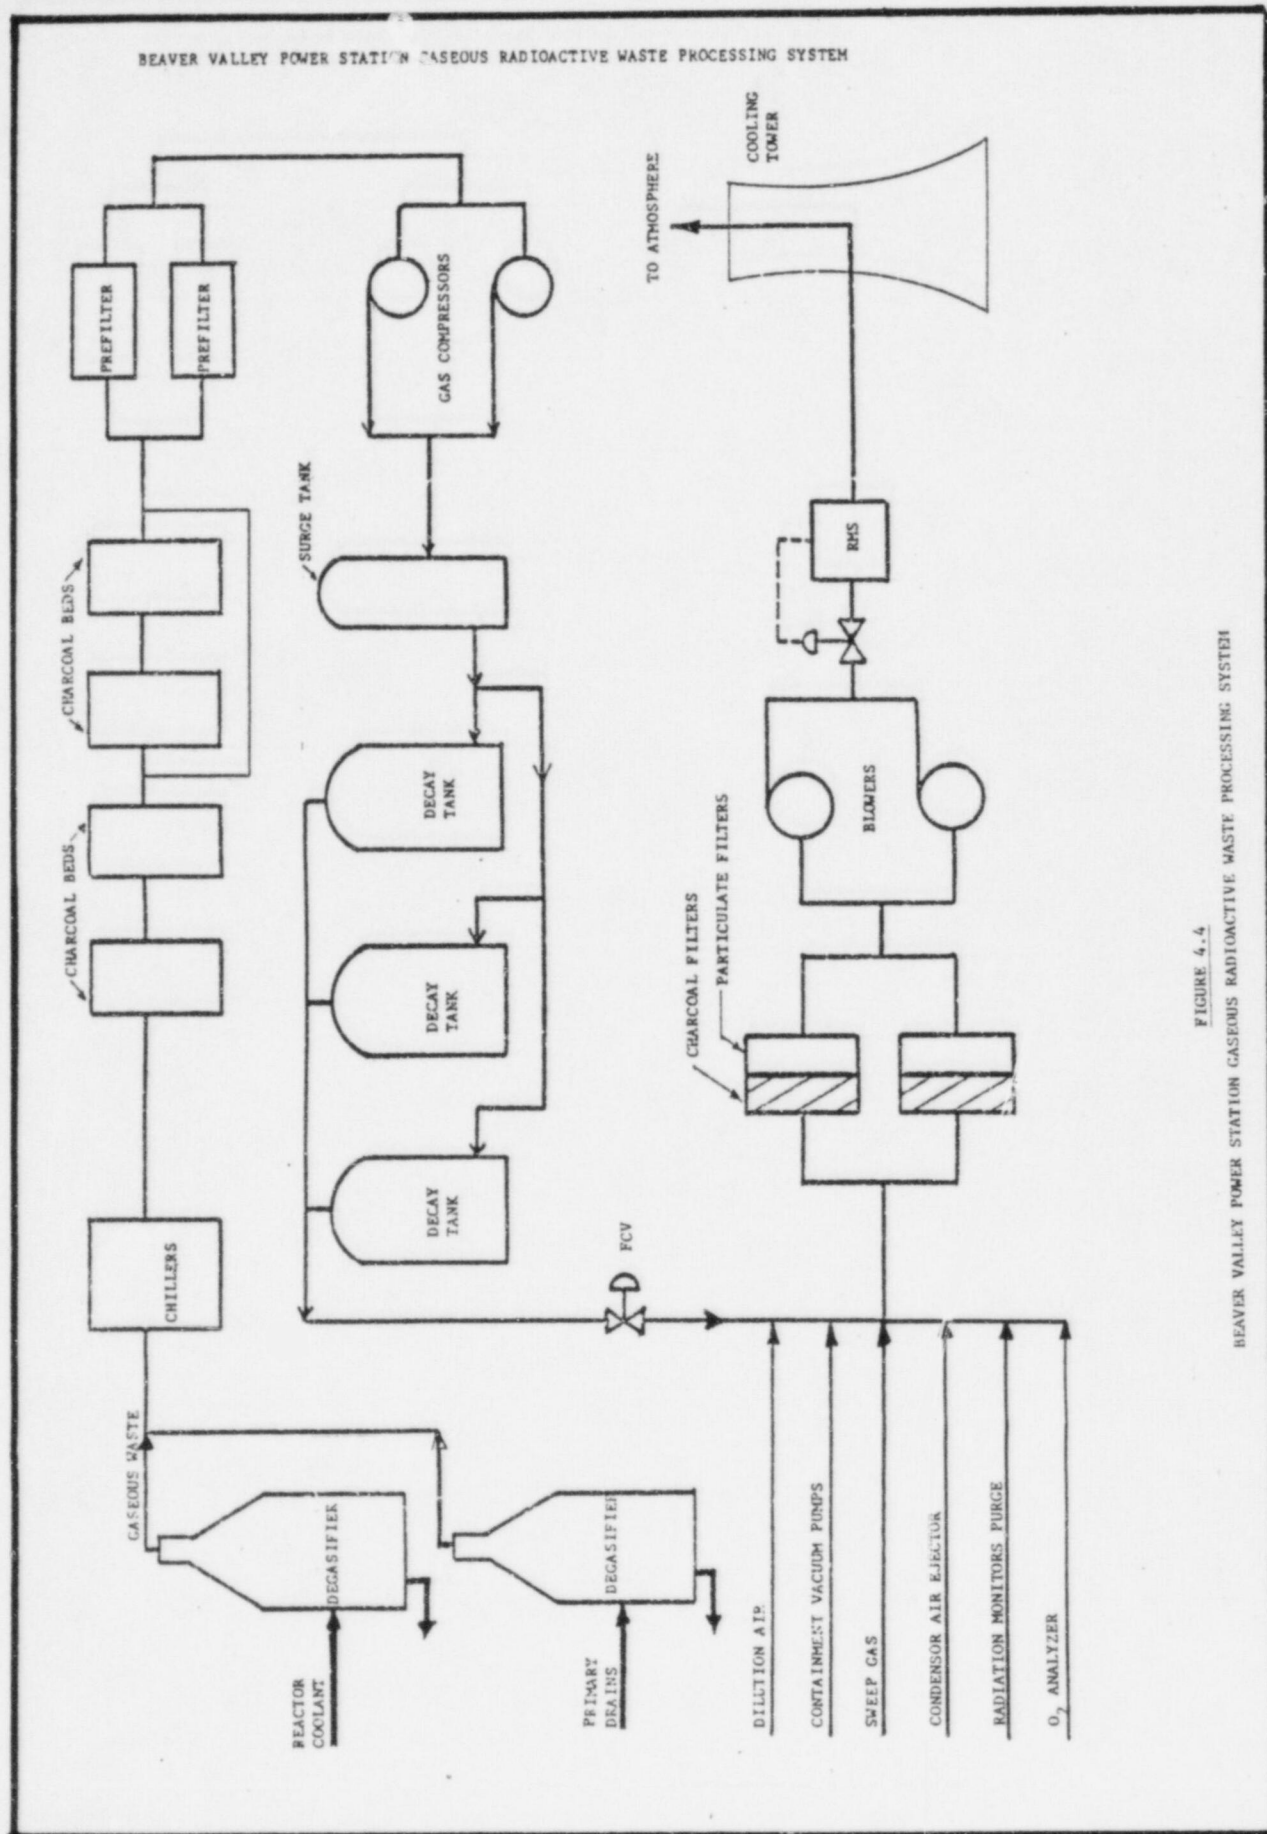 BEAVER VALLEY POWER STATION GASEOUS RADIOACTIVE WASTE PROCESSING SYSTEM
REACTOR
COOLANT
DEGASIFIER
GASEOUS WASTE
CHILLERS
CHARCOAL BEDS
CHARCOAL BEDS
PREFILTER
PREFILTER
PRIMARY
DRAINS
DEGASIFIER
DECAY
TANK
DECAY
TANK
DECAY
TANK
SURGE TANK
GAS COMPRESSORS
FCV
DILUTION AIR
CONTAINMENT VACUUM PUMPS
SWEEP GAS
CONDENSOR AIR EJECTOR
RADIATION MONITORS PURGE
O2 ANALYZER
CHARCOAL FILTERS
PARTICULATE FILTERS
BLOWERS
RMS
TO ATMOSPHERE
COOLING
TOWER
FIGURE 4.4
BEAVER VALLEY POWER STATION GASEOUS RADIOACTIVE WASTE PROCESSING SYSTEM